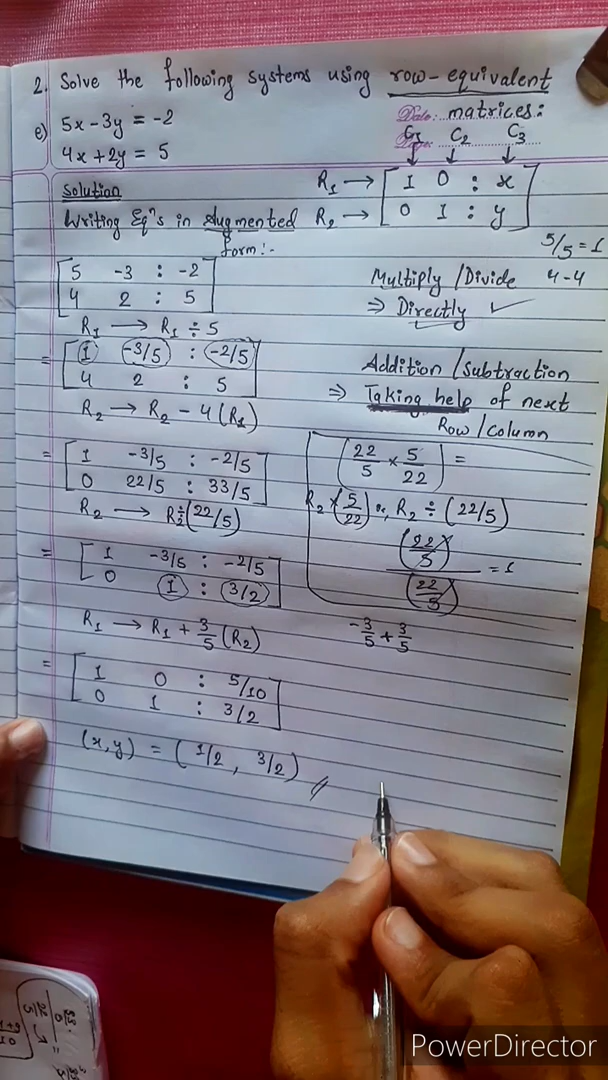 2. Solve the following systems using row-equivalent
Date: matrices:
e) 5x-3y = -2
4x+2y = 5
C1 C2 C3
Solution
R1 → [ 1 0 : x
R2 → 0 1 : y ]
Writing Eqn's in Augmented
form:-
5/5 = 1
4-4
[ 5 -3 : -2
4 2 : 5 ]
Multiply/Divide
⇒ Directly ✓
R1 → R1 ÷ 5
= [ 1 -3/5 : -2/5
4 2 : 5 ]
Addition/Subtraction
⇒ Taking help of next
Row/column
R2 → R2 - 4(R1)
= [ 1 -3/5 : -2/5
0 22/5 : 33/5 ]
(22/5 × 5/22) =
R2 × (5/22) or, R2 ÷ (22/5)
(22/5)/(22/5) = 1
R2 → R2 ÷ (22/5)
= [ 1 -3/5 : -2/5
0 1 : 3/2 ]
R1 → R1 + 3/5 (R2)
-3/5 + 3/5
= [ 1 0 : 5/10
0 1 : 3/2 ]
(x,y) = (1/2, 3/2)
PowerDirector